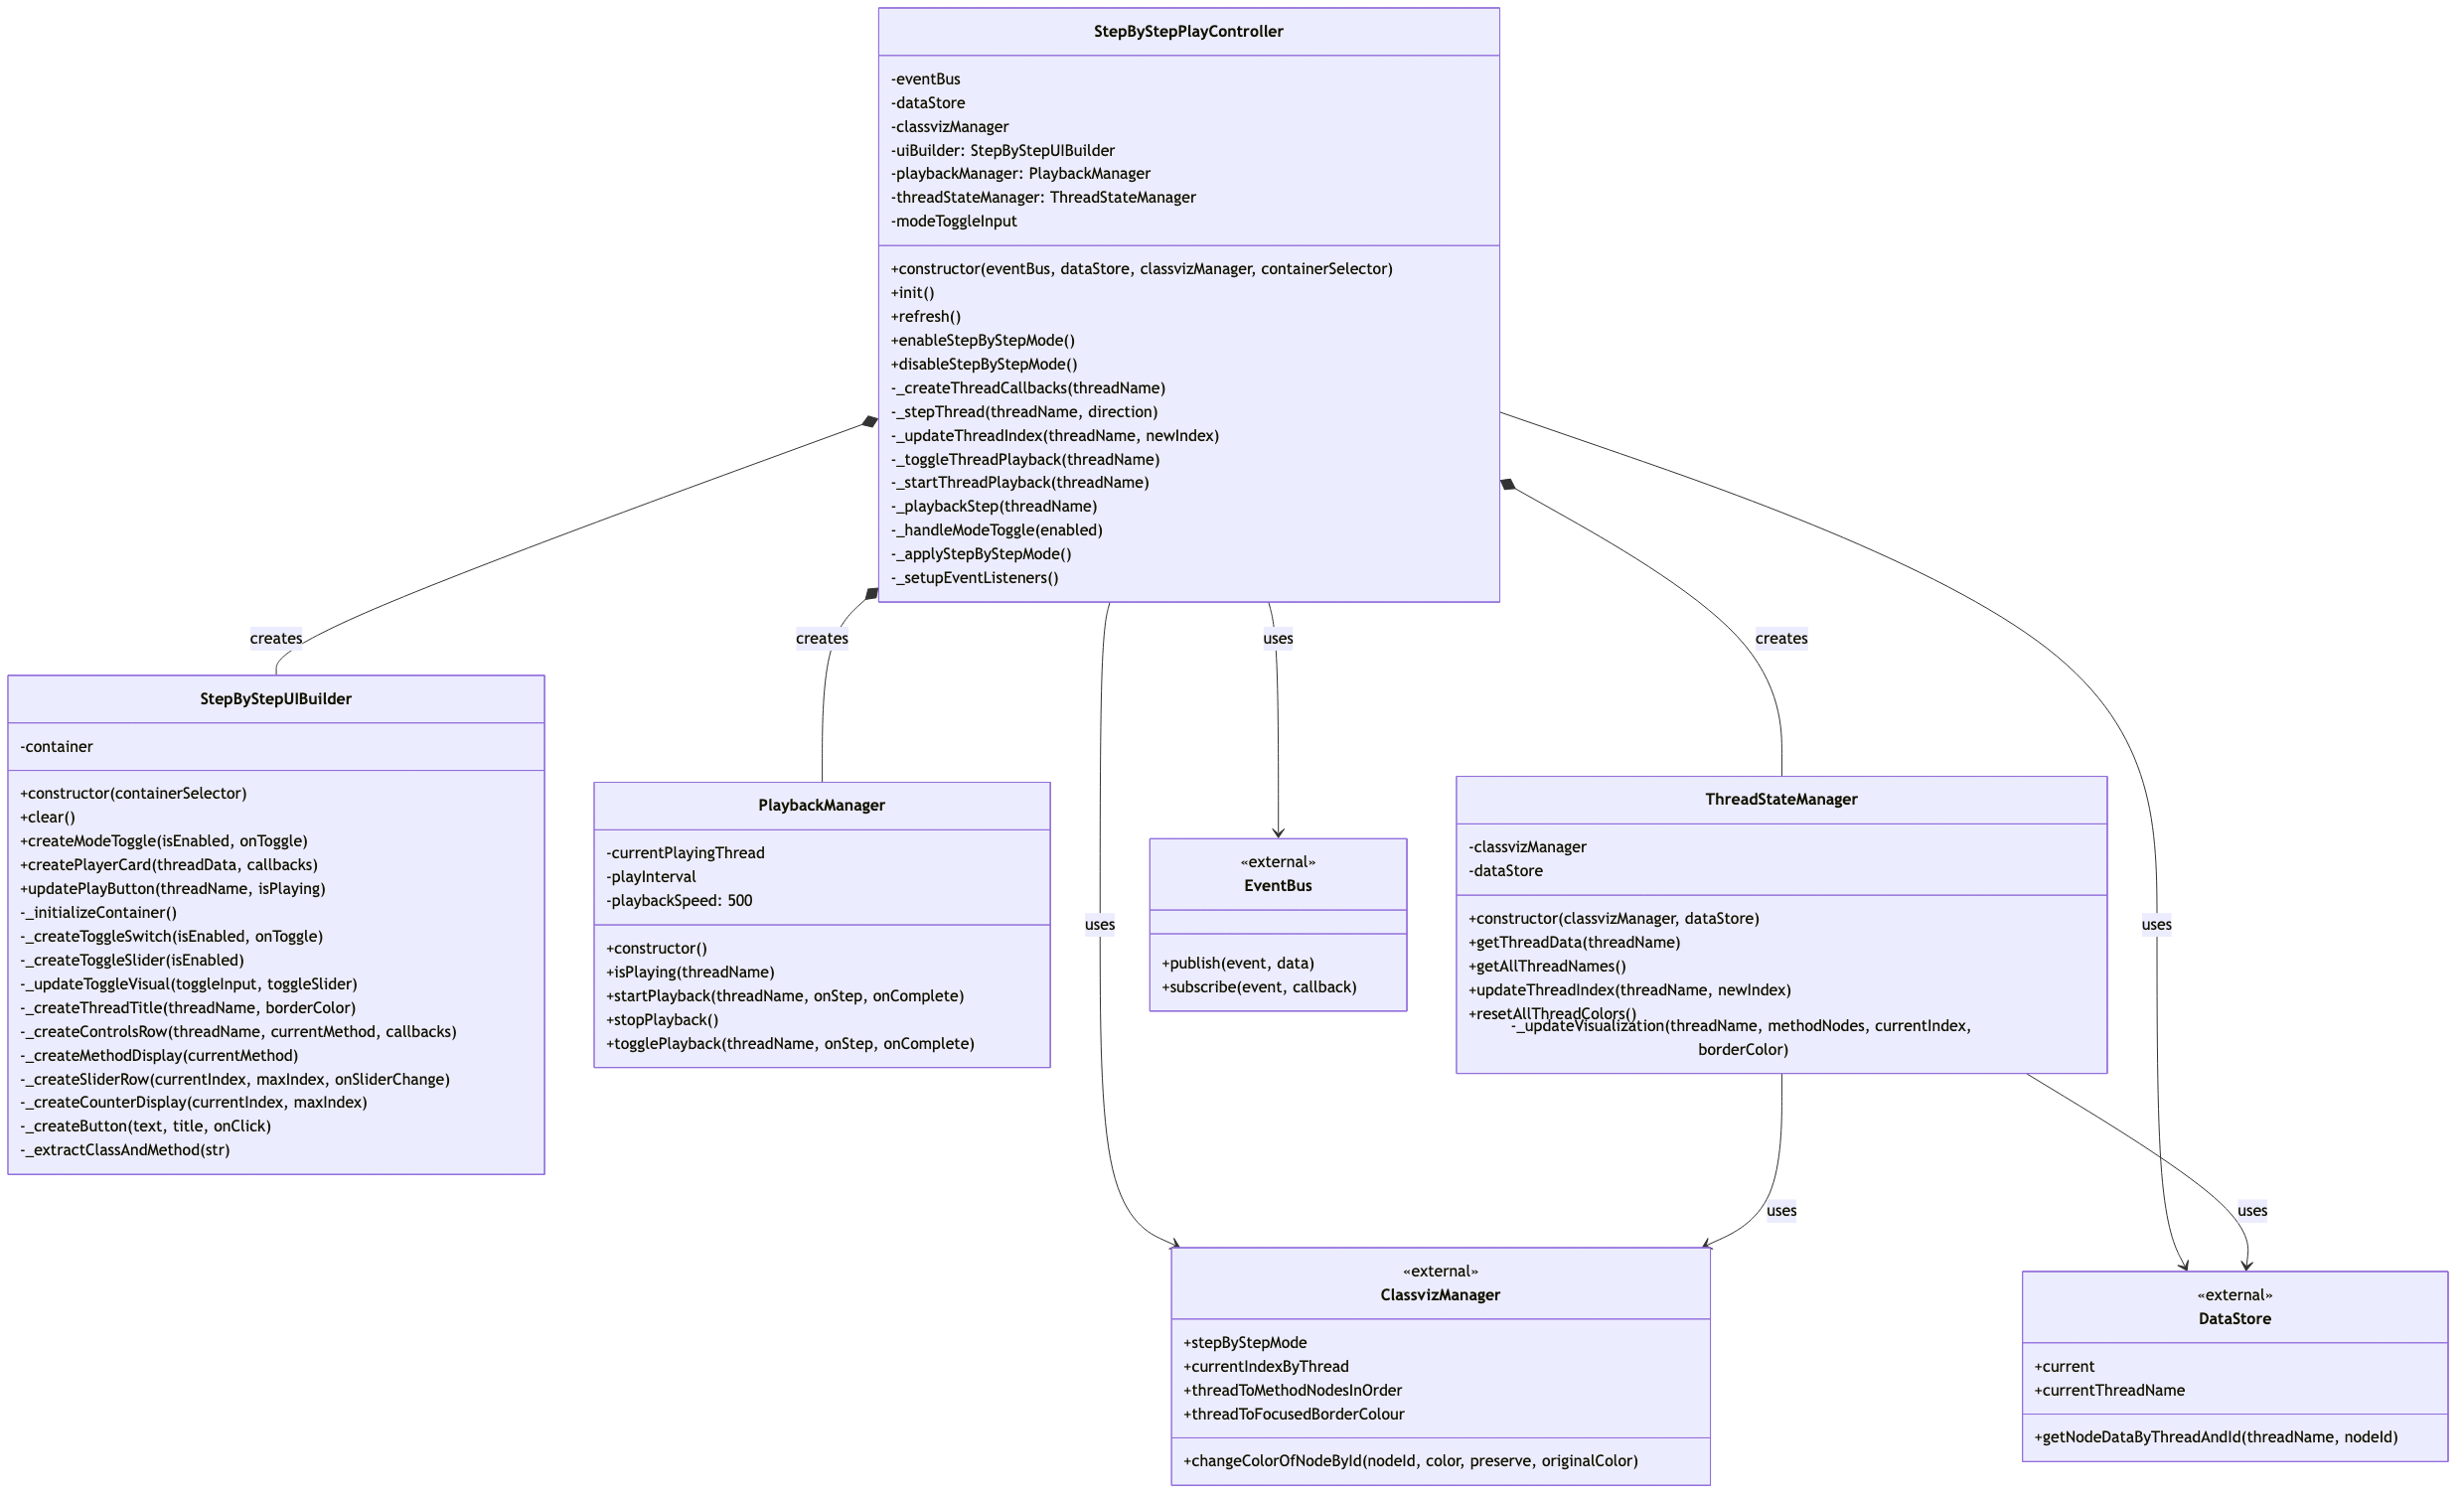 StepByStepPlayController
-eventBus
-dataStore
-classvizManager
-uiBuilder: StepByStepUIBuilder
-playbackManager: PlaybackManager
-threadStateManager: ThreadStateManager
-modeToggleInput
+constructor(eventBus, dataStore, classvizManager, containerSelector)
+init()
+refresh()
+enableStepByStepMode()
+disableStepByStepMode()
-_createThreadCallbacks(threadName)
-_stepThread(threadName, direction)
-_updateThreadIndex(threadName, newIndex)
-_toggleThreadPlayback(threadName)
-_startThreadPlayback(threadName)
-_playbackStep(threadName)
-_handleModeToggle(enabled)
-_applyStepByStepMode()
-_setupEventListeners()
creates
creates
uses
creates
StepByStepUIBuilder
-container
+constructor(containerSelector)
+clear()
+createModeToggle(isEnabled, onToggle)
+createPlayerCard(threadData, callbacks)
+updatePlayButton(threadName, isPlaying)
-_initializeContainer()
-_createToggleSwitch(isEnabled, onToggle)
-_createToggleSlider(isEnabled)
-_updateToggleVisual(toggleInput, toggleSlider)
-_createThreadTitle(threadName, borderColor)
-_createControlsRow(threadName, currentMethod, callbacks)
-_createMethodDisplay(currentMethod)
-_createSliderRow(currentIndex, maxIndex, onSliderChange)
-_createCounterDisplay(currentIndex, maxIndex)
-_createButton(text, title, onClick)
-_extractClassAndMethod(str)
PlaybackManager
-currentPlayingThread
-playInterval
-playbackSpeed: 500
+constructor()
+isPlaying(threadName)
+startPlayback(threadName, onStep, onComplete)
+stopPlayback()
+togglePlayback(threadName, onStep, onComplete)
uses
«external»
EventBus
+publish(event, data)
+subscribe(event, callback)
ThreadStateManager
-classvizManager
-dataStore
+constructor(classvizManager, dataStore)
+getThreadData(threadName)
+getAllThreadNames()
+updateThreadIndex(threadName, newIndex)
+resetAllThreadColors()
-_updateVisualization(threadName, methodNodes, currentIndex,
borderColor)
uses
uses
uses
«external»
ClassvizManager
+stepByStepMode
+currentIndexByThread
+threadToMethodNodesInOrder
+threadToFocusedBorderColour
+changeColorOfNodeById(nodeId, color, preserve, originalColor)
«external»
DataStore
+current
+currentThreadName
+getNodeDataByThreadAndId(threadName, nodeId)